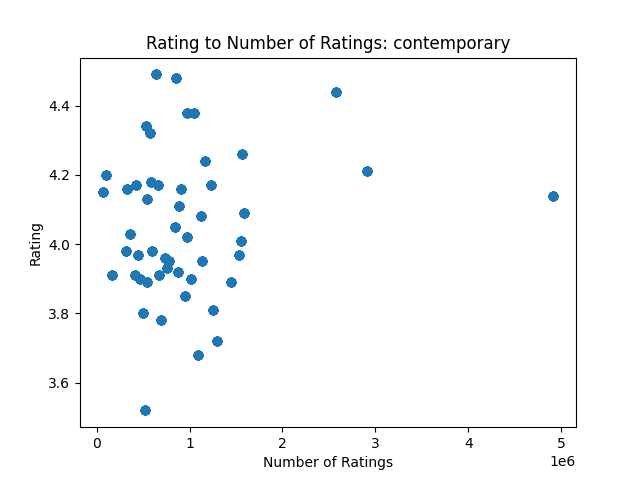 Rating to Number of Ratings: contemporary
Rating
4.4
4.2
4.0
3.8
3.6
0 1 2 3 4 5
1e6
Number of Ratings